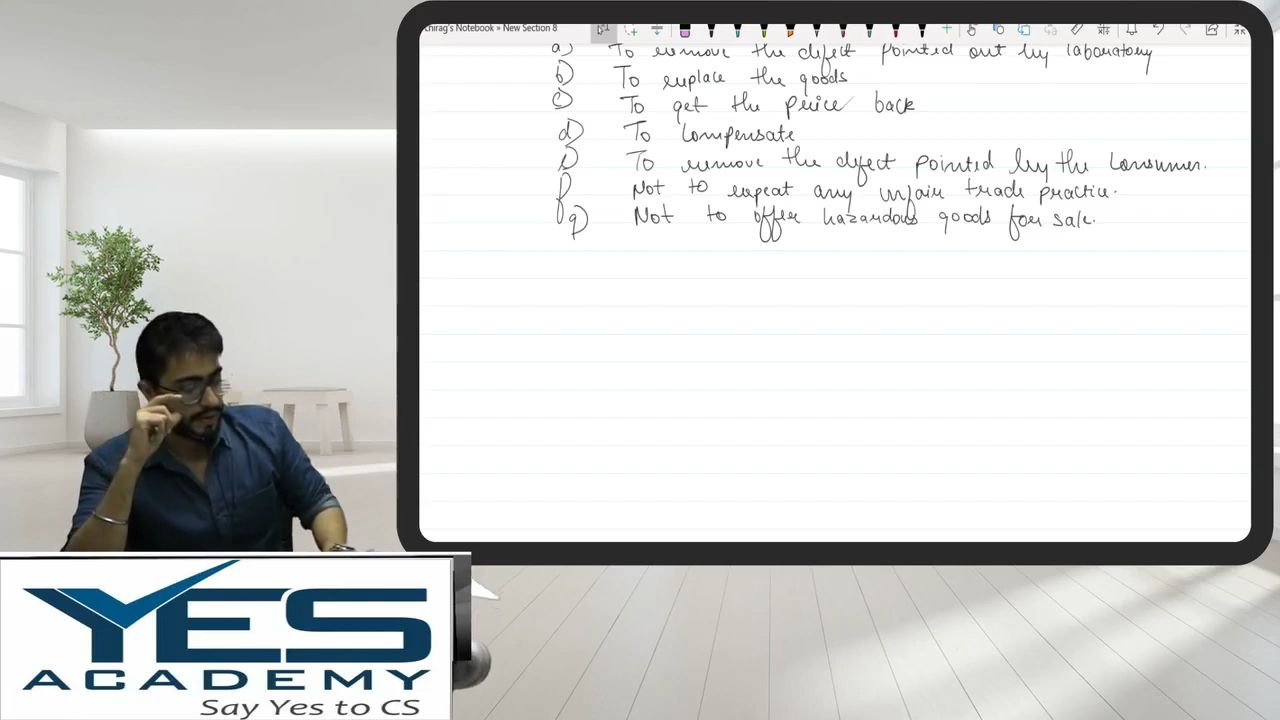 chirag's Notebook » New Section 8
a) To remove the defect pointed out by laboratory
b) To replace the goods
c) To get the price back
d) To compensate
e) To remove the defect pointed by the consumer.
f) Not to repeat any unfair trade practice.
g) Not to offer hazardous goods for sale.
YES
ACADEMY
Say Yes to CS